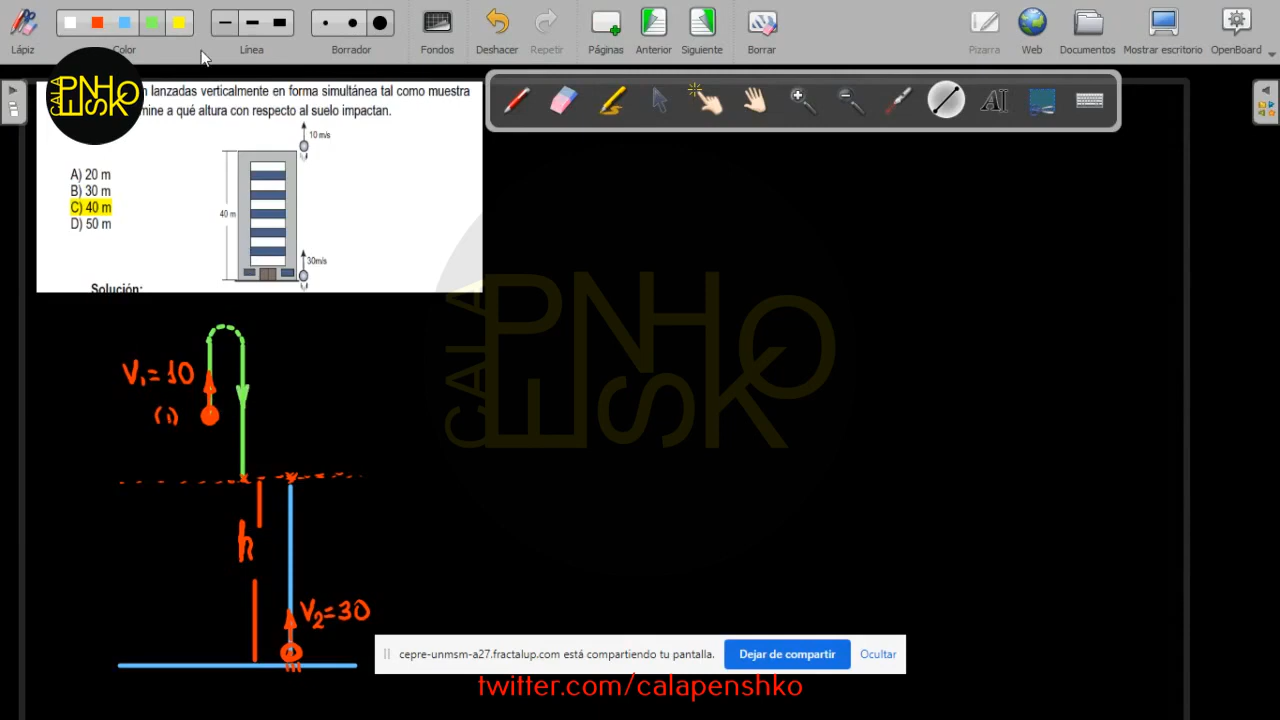 Lápiz
Color
Línea
Borrador
Fondos
Deshacer
Repetir
Páginas
Anterior
Siguiente
Borrar
Pizarra
Web
Documentos
Mostrar escritorio
OpenBoard
CALA
PNHO
ESK
lanzadas verticalmente en forma simultánea tal como muestra
mine a qué altura con respecto al suelo impactan.
10 m/s
A) 20 m
B) 30 m
C) 40 m
D) 50 m
40 m
30m/s
Solución:
V₁=10
(1)
h
V₂=30
CALA
PNHO
ESK
cepre-unmsm-a27.fractalup.com está compartiendo tu pantalla.
Dejar de compartir
Ocultar
twitter.com/calapenshko